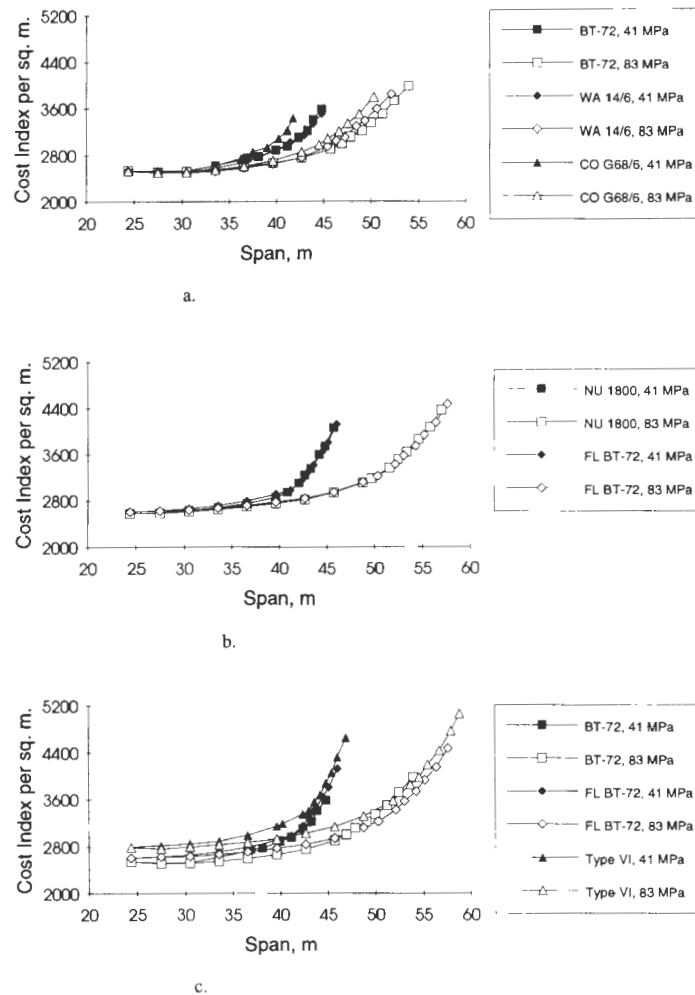 Cost Index per sq. m.
5200
4400
3600
2800
2000
20 25 30 35 40 45 50 55 60
Span, m
BT-72, 41 MPa
BT-72, 83 MPa
WA 14/6, 41 MPa
WA 14/6, 83 MPa
CO G68/6, 41 MPa
CO G68/6, 83 MPa
a.
Cost Index per sq. m.
5200
4400
3600
2800
2000
20 25 30 35 40 45 50 55 60
Span, m
NU 1800, 41 MPa
NU 1800, 83 MPa
FL BT-72, 41 MPa
FL BT-72, 83 MPa
b.
Cost Index per sq. m.
5200
4400
3600
2800
2000
20 25 30 35 40 45 50 55 60
Span, m
BT-72, 41 MPa
BT-72, 83 MPa
FL BT-72, 41 MPa
FL BT-72, 83 MPa
Type VI, 41 MPa
Type VI, 83 MPa
c.